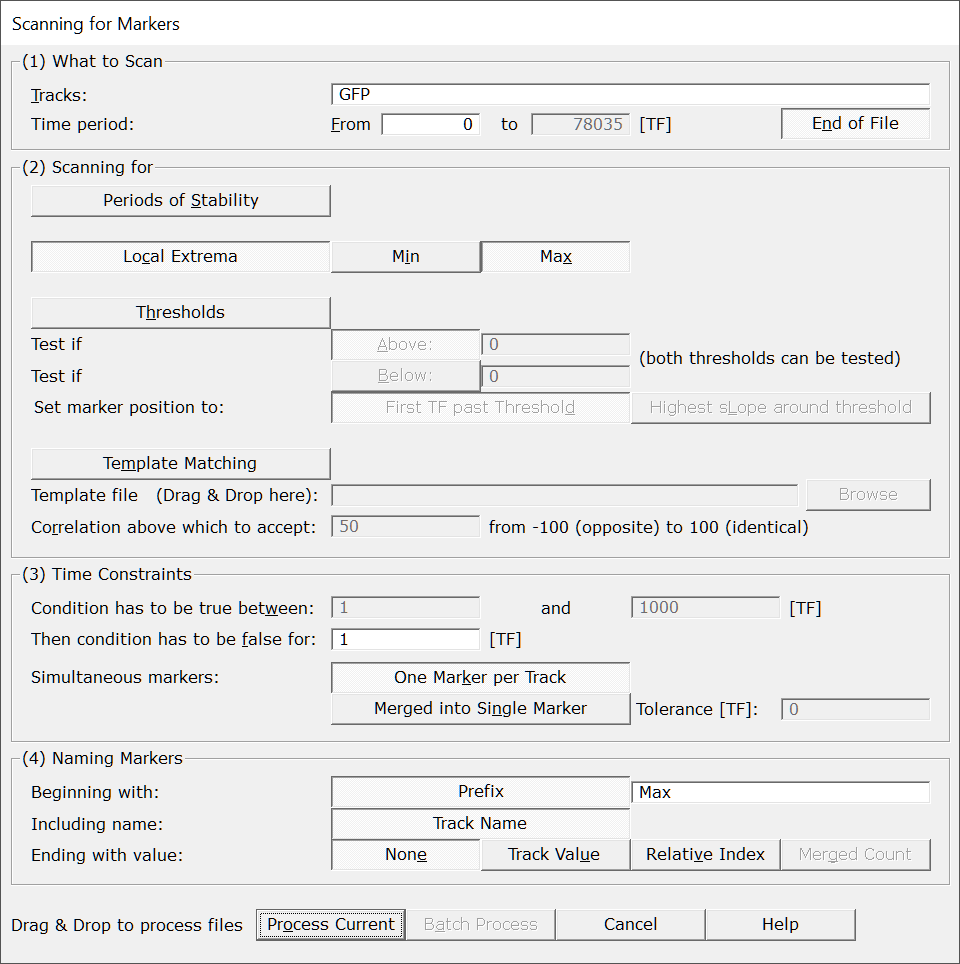 Scanning for Markers
(1) What to Scan
Tracks: GFP
Time period: From 0 to 78035 [TF] End of File
(2) Scanning for
Periods of Stability
Local Extrema Min Max
Thresholds
Test if Above: 0
(both thresholds can be tested)
Test if Below: 0
Set marker position to: First TF past Threshold Highest sLope around threshold
Template Matching
Template file (Drag & Drop here): Browse
Correlation above which to accept: 50 from -100 (opposite) to 100 (identical)
(3) Time Constraints
Condition has to be true between: 1 and 1000 [TF]
Then condition has to be false for: 1 [TF]
Simultaneous markers: One Marker per Track
Merged into Single Marker Tolerance [TF]: 0
(4) Naming Markers
Beginning with: Prefix Max
Including name: Track Name
Ending with value: None Track Value Relative Index Merged Count
Drag & Drop to process files Process Current Batch Process Cancel Help